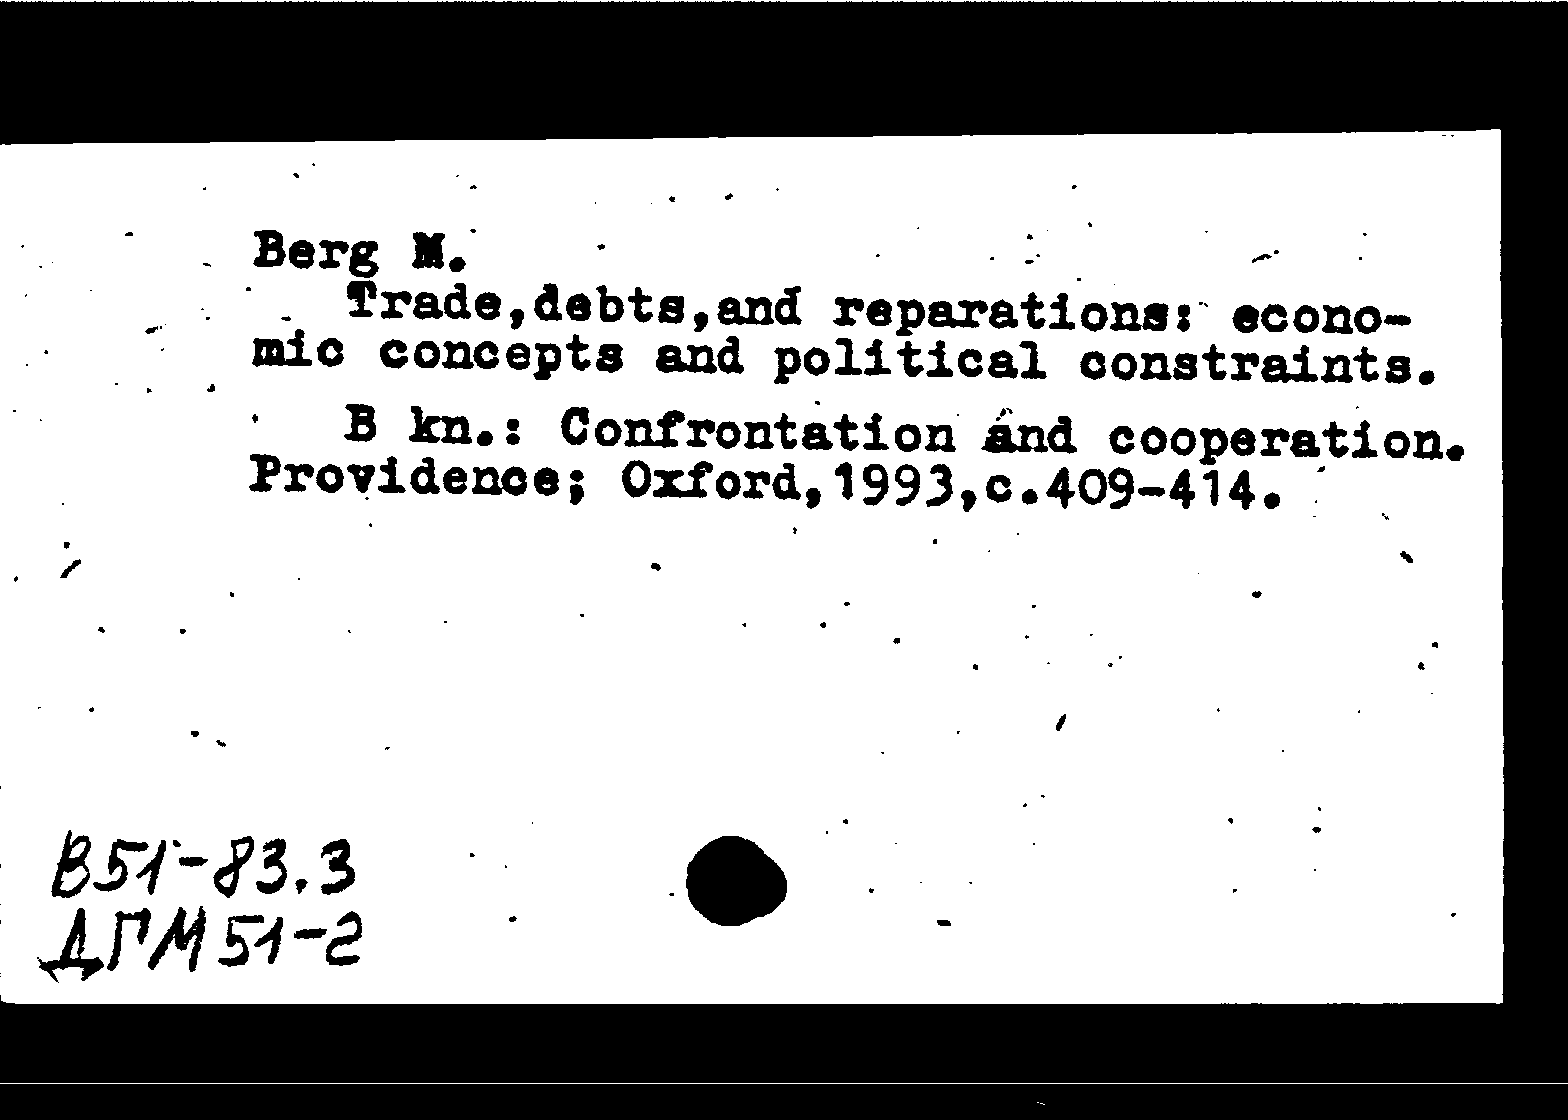 Berg M.
Trade,debts,and reparations: econo-
mic concepts and political constraints.
B kn.: Confrontation and cooperation.
Providence; Oxford,1993,c.409-414.
В51-83.3
ДГМ51-2